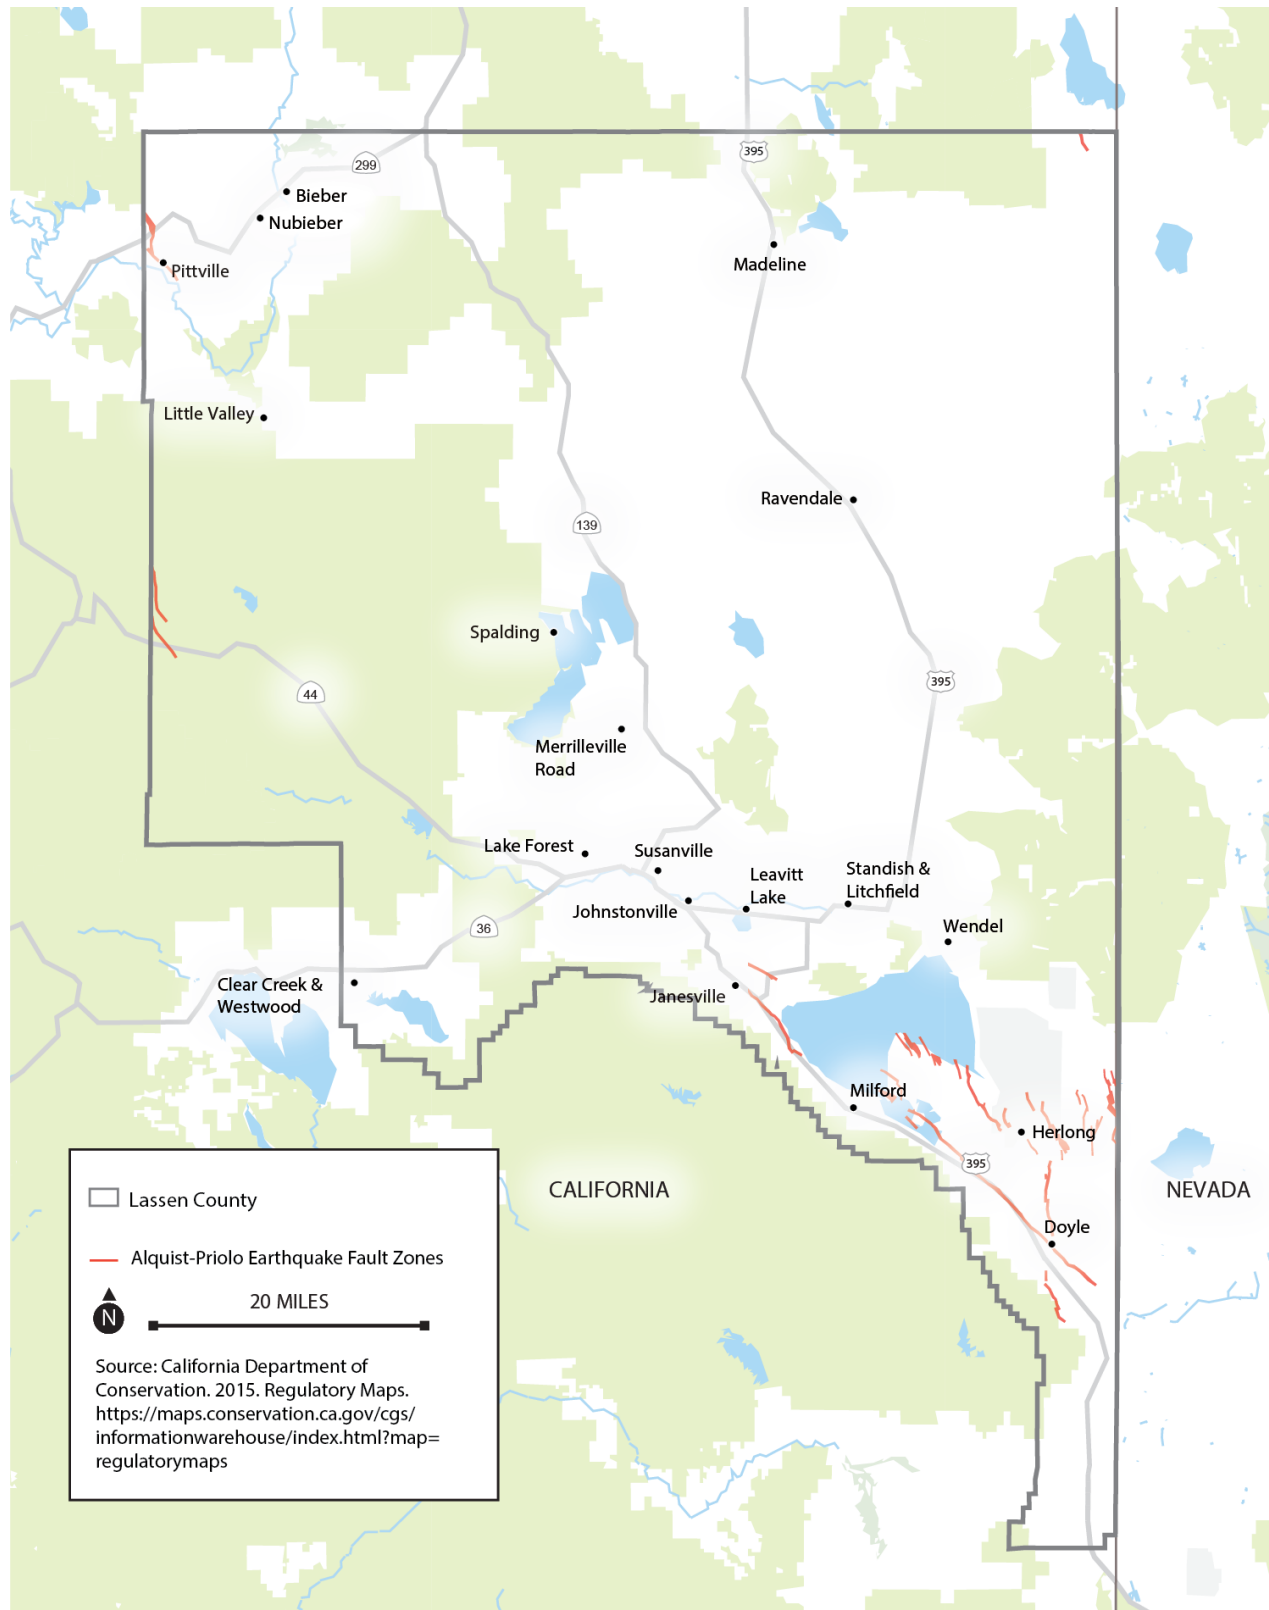 395
299
Bieber
Nubieber
Pittville
Madeline
Little Valley
Ravendale
139
Spalding
395
44
Merrilleville
Road
Lake Forest
Susanville
Leavitt
Lake
Standish &
Litchfield
Johnstonville
36
Wendel
Clear Creek &
Westwood
Janesville
Milford
Herlong
395
CALIFORNIA
NEVADA
Doyle
Lassen County
Alquist-Priolo Earthquake Fault Zones
N
20 MILES
Source: California Department of
Conservation. 2015. Regulatory Maps.
https://maps.conservation.ca.gov/cgs/
informationwarehouse/index.html?map=
regulatorymaps